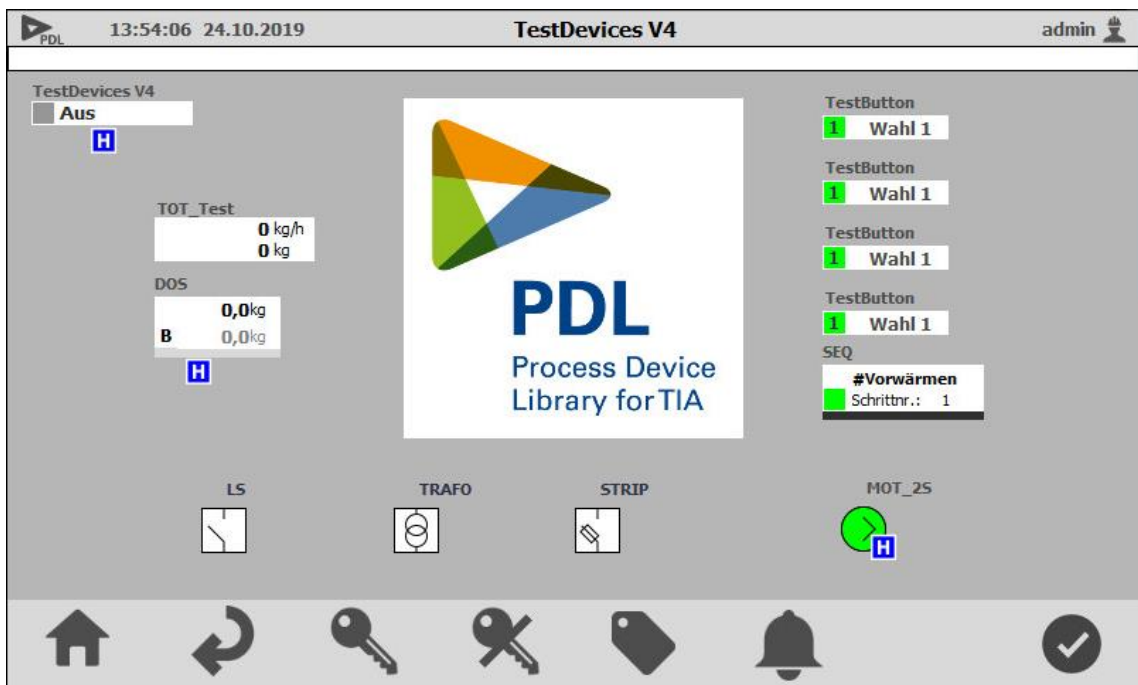 PDL 13:54:06 24.10.2019 TestDevices V4 admin
TestDevices V4
Aus
H
TOT_Test
0 kg/h
0 kg
DOS
0,0kg
B 0,0kg
H
PDL
Process Device
Library for TIA
TestButton
1 Wahl 1
TestButton
1 Wahl 1
TestButton
1 Wahl 1
TestButton
1 Wahl 1
SEQ
#Vorwärmen
Schrittnr.: 1
LS TRAFO STRIP MOT_2S
H